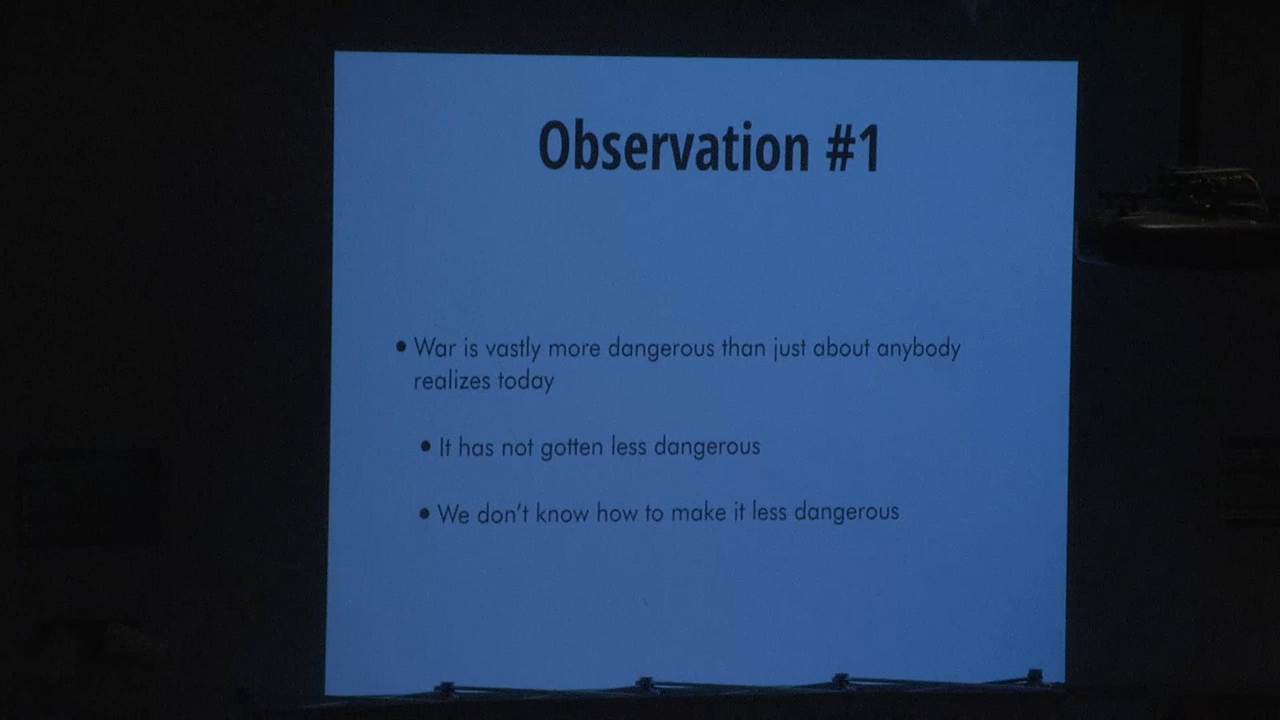 Observation #1
• War is vastly more dangerous than just about anybody
realizes today
• It has not gotten less dangerous
• We don't know how to make it less dangerous